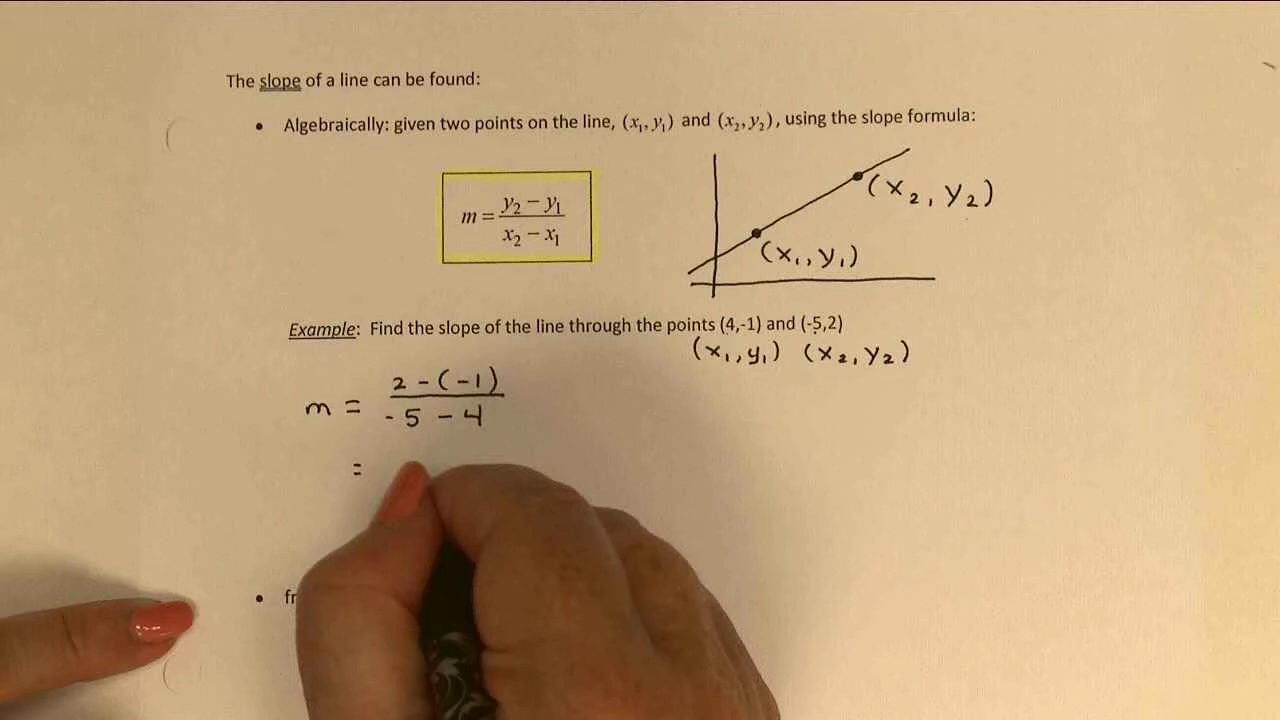 The slope of a line can be found:
• Algebraically: given two points on the line, (x₁, y₁) and (x₂, y₂), using the slope formula:
m = (y₂ − y₁)/(x₂ − x₁)
(x₂, y₂)
(x₁, y₁)
Example: Find the slope of the line through the points (4,-1) and (-5,2)
(x₁, y₁) (x₂, y₂)
m = (2 - (-1))/(-5 - 4)
=
•